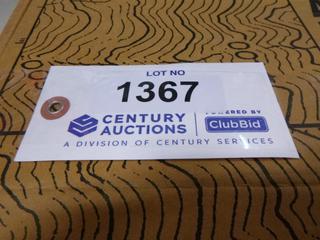 LOT NO
1367
CENTURY AUCTIONS
POWERED BY
ClubBid
A DIVISION OF CENTURY SERVICES